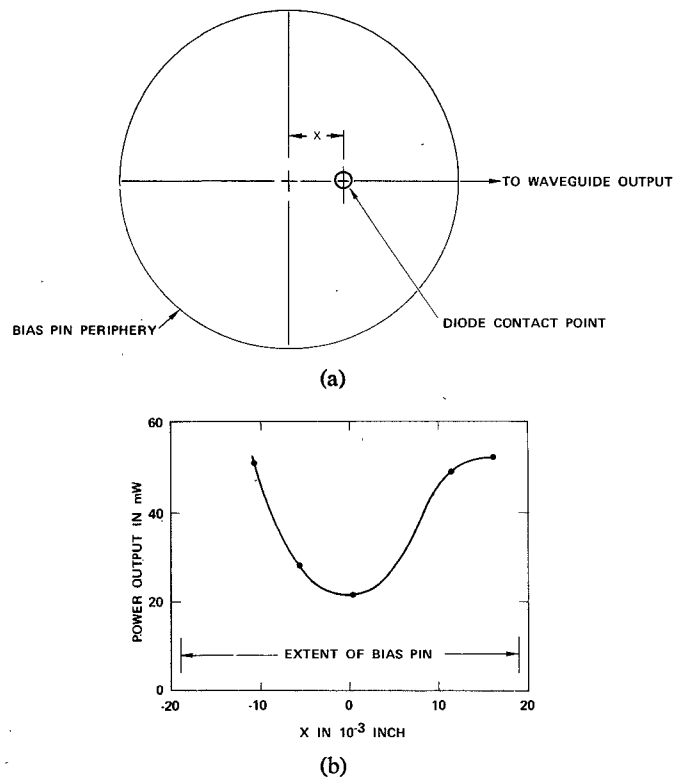 X
TO WAVEGUIDE OUTPUT
BIAS PIN PERIPHERY
DIODE CONTACT POINT
(a)
60
40
20
0
POWER OUTPUT IN mW
EXTENT OF BIAS PIN
-20 -10 0 10 20
X IN 10⁻³ INCH
(b)